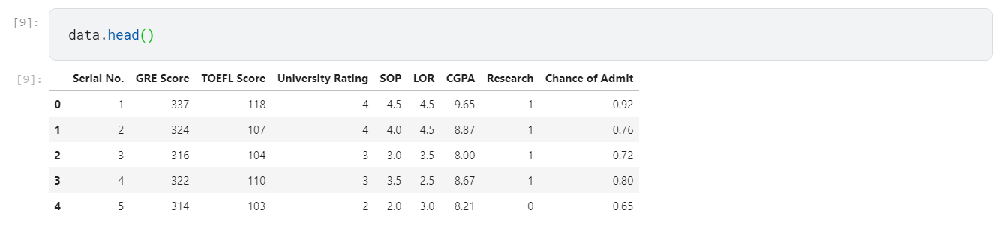 [9]:
data.head()
[9]:
Serial No. GRE Score TOEFL Score University Rating SOP LOR CGPA Research Chance of Admit
0 1 337 118 4 4.5 4.5 9.65 1 0.92
1 2 324 107 4 4.0 4.5 8.87 1 0.76
2 3 316 104 3 3.0 3.5 8.00 1 0.72
3 4 322 110 3 3.5 2.5 8.67 1 0.80
4 5 314 103 2 2.0 3.0 8.21 0 0.65